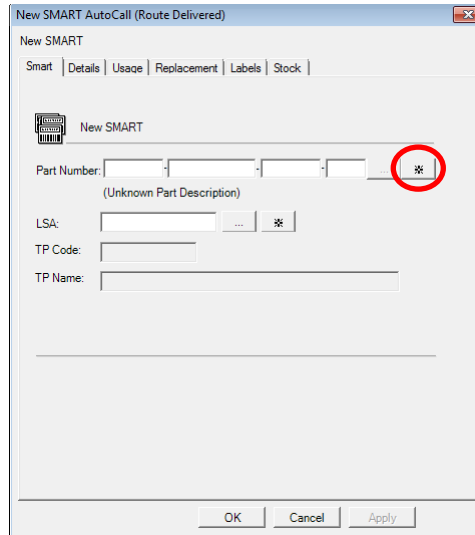 New SMART AutoCall (Route Delivered)
New SMART
Smart Details Usage Replacement Labels Stock
New SMART
Part Number: - - - ...
(Unknown Part Description)
LSA: ...
TP Code:
TP Name:
OK Cancel Apply